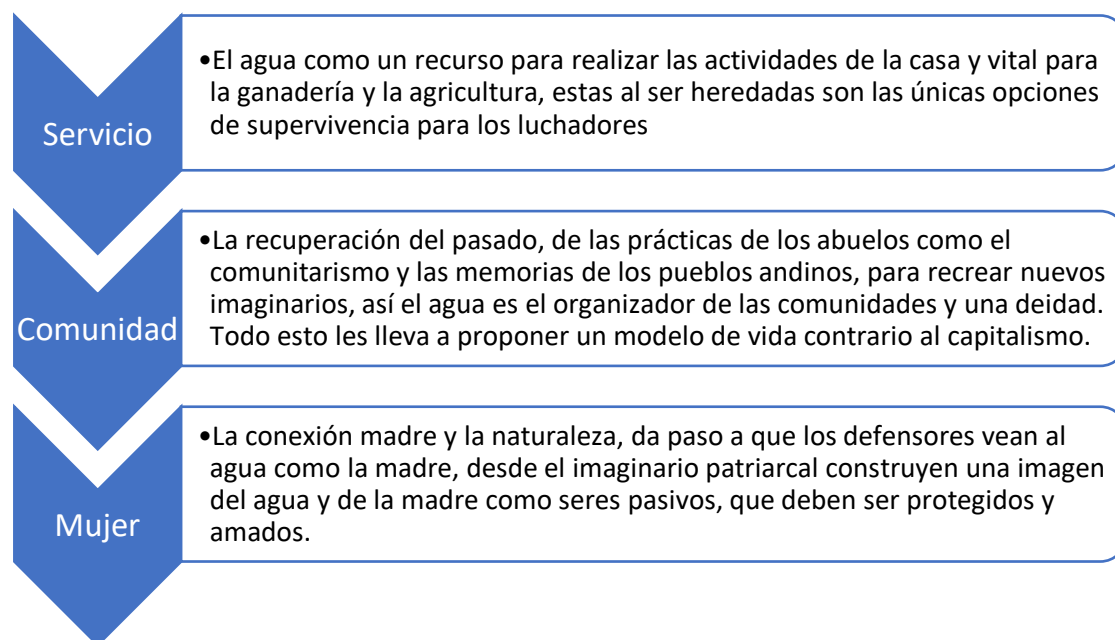 Servicio
•El agua como un recurso para realizar las actividades de la casa y vital para
la ganadería y la agricultura, estas al ser heredadas son las únicas opciones
de supervivencia para los luchadores
Comunidad
•La recuperación del pasado, de las prácticas de los abuelos como el
comunitarismo y las memorias de los pueblos andinos, para recrear nuevos
imaginarios, así el agua es el organizador de las comunidades y una deidad.
Todo esto les lleva a proponer un modelo de vida contrario al capitalismo.
Mujer
•La conexión madre y la naturaleza, da paso a que los defensores vean al
agua como la madre, desde el imaginario patriarcal construyen una imagen
del agua y de la madre como seres pasivos, que deben ser protegidos y
amados.